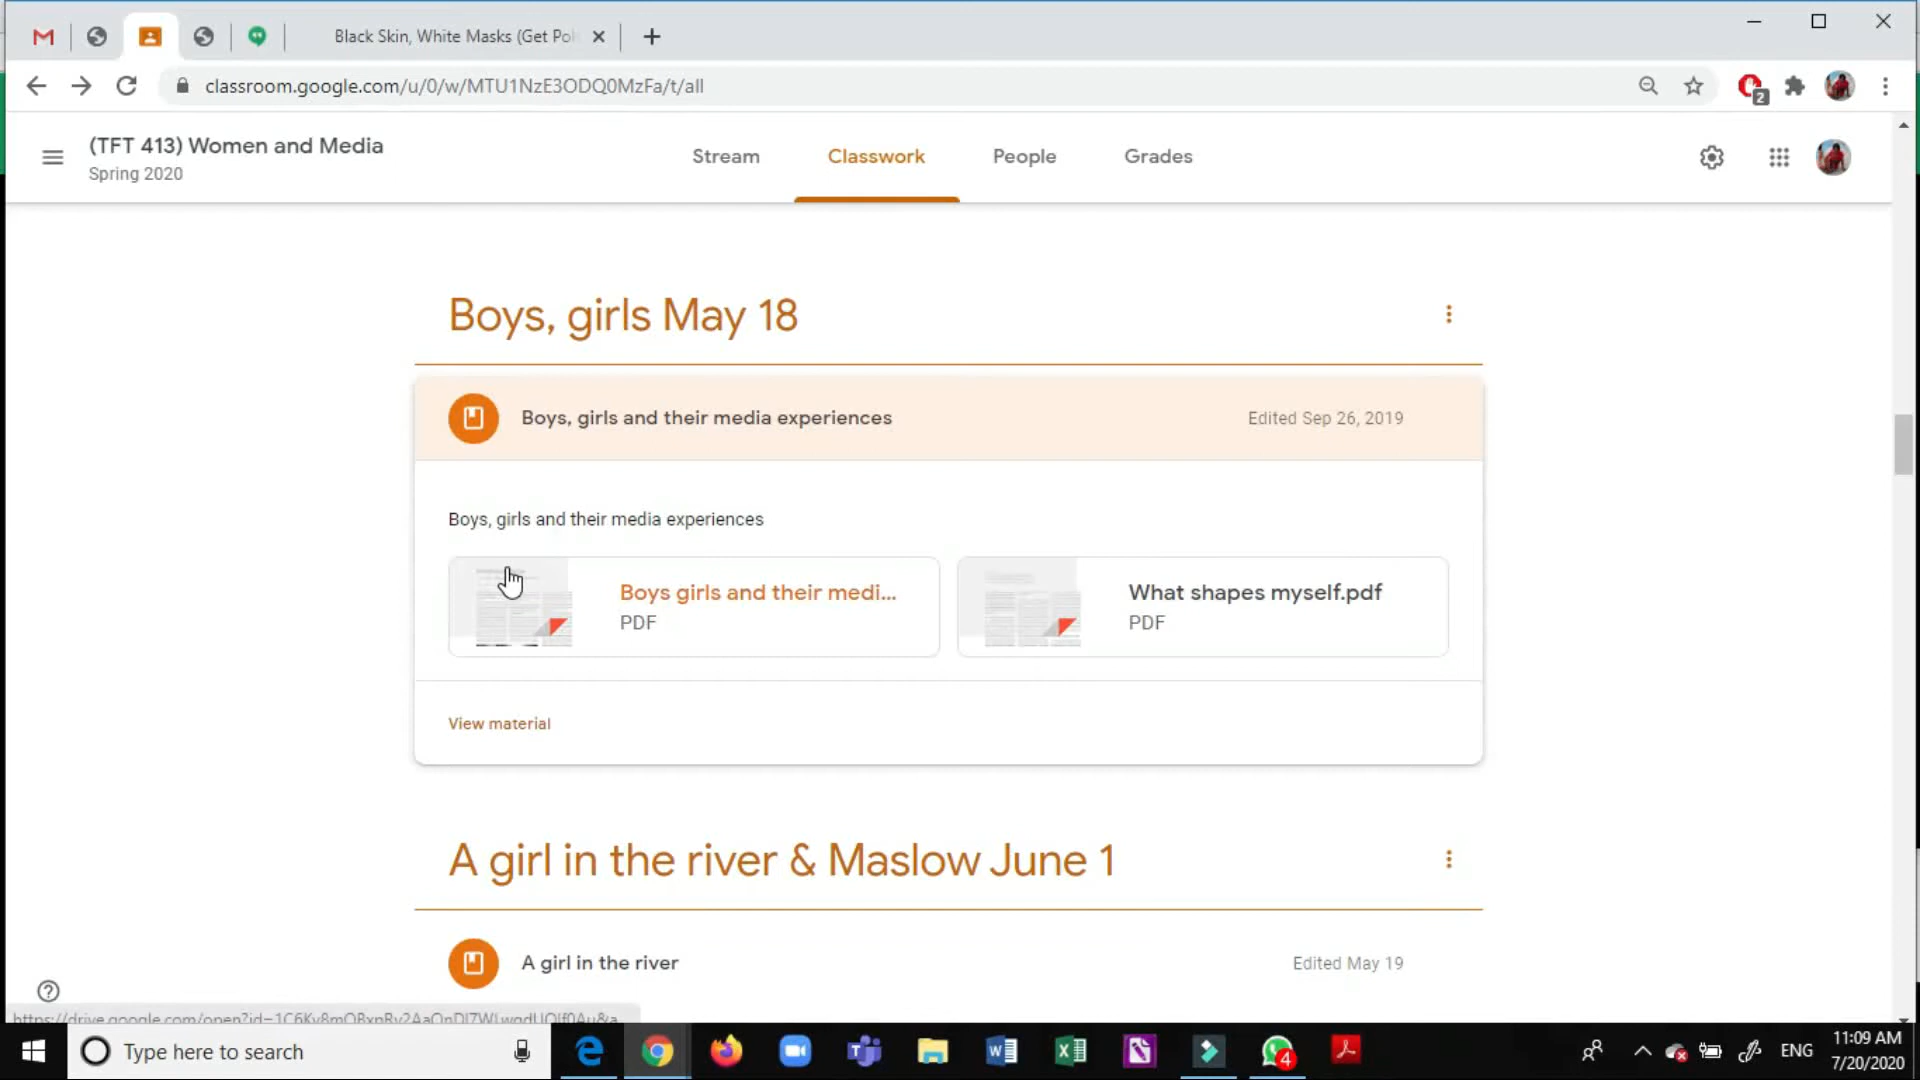 Black Skin, White Masks (Get Pol
classroom.google.com/u/0/w/MTU1NzE3ODQ0MzFa/t/all
2
(TFT 413) Women and Media
Spring 2020
Stream
Classwork
People
Grades
Boys, girls May 18
Boys, girls and their media experiences
Edited Sep 26, 2019
Boys, girls and their media experiences
Boys girls and their medi...
PDF
What shapes myself.pdf
PDF
View material
A girl in the river & Maslow June 1
A girl in the river
Edited May 19
Type here to search
4
ENG
11:09 AM
7/20/2020